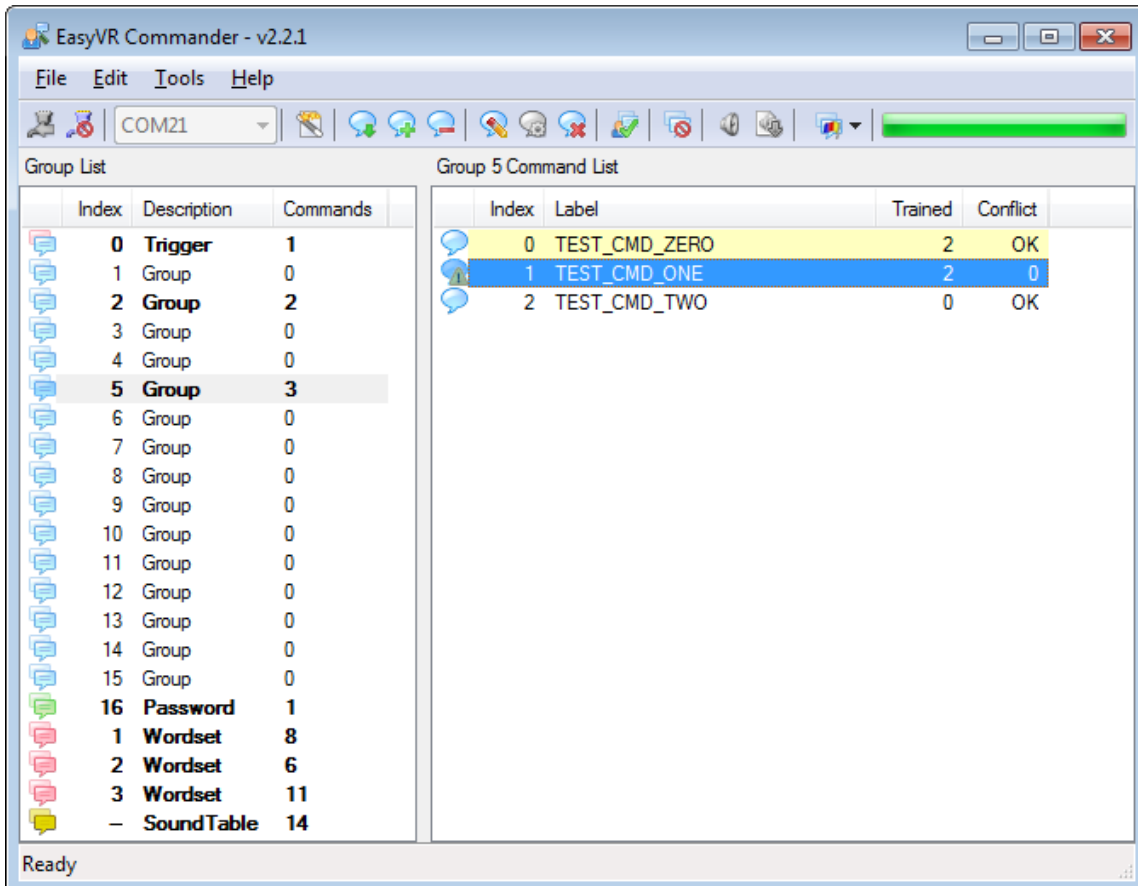 EasyVR Commander - v2.2.1
File Edit Tools Help
COM21
Group List
Index Description Commands
0 Trigger 1
1 Group 0
2 Group 2
3 Group 0
4 Group 0
5 Group 3
6 Group 0
7 Group 0
8 Group 0
9 Group 0
10 Group 0
11 Group 0
12 Group 0
13 Group 0
14 Group 0
15 Group 0
16 Password 1
1 Wordset 8
2 Wordset 6
3 Wordset 11
– SoundTable 14
Group 5 Command List
Index Label Trained Conflict
0 TEST_CMD_ZERO 2 OK
1 TEST_CMD_ONE 2 0
2 TEST_CMD_TWO 0 OK
Ready